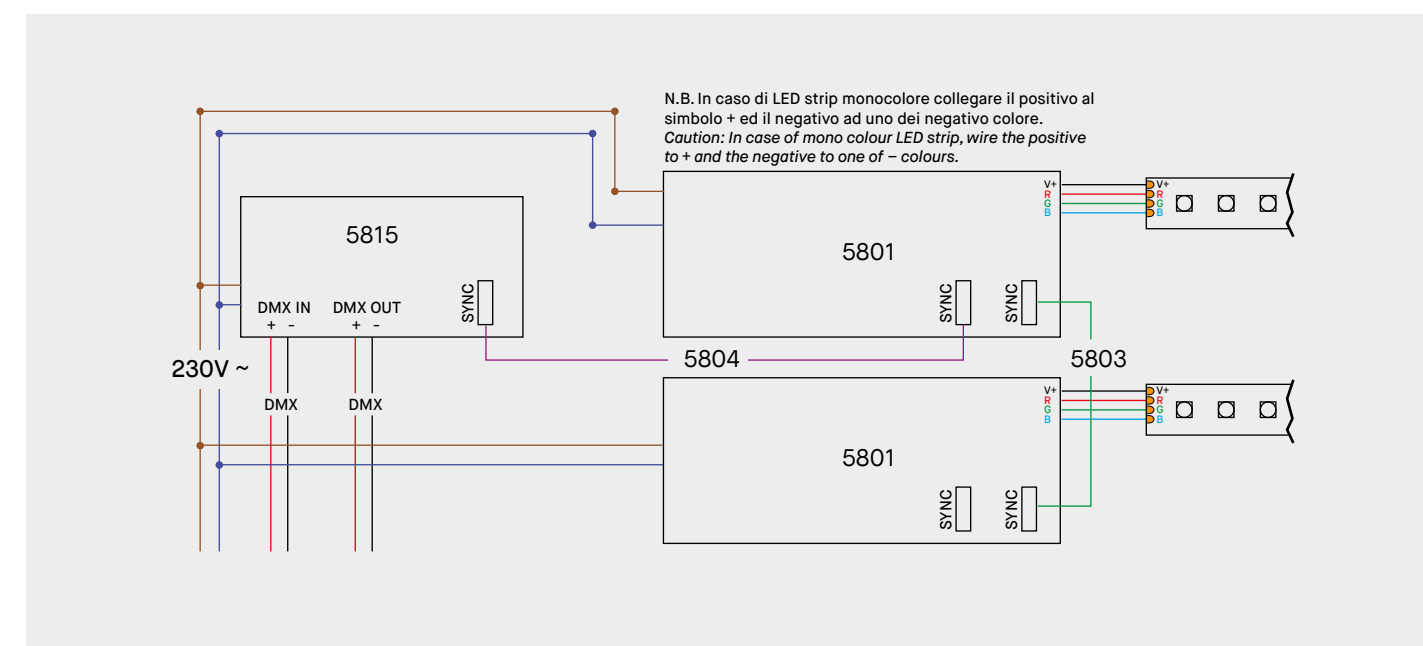 N.B. In caso di LED strip monocolore collegare il positivo al
simbolo + ed il negativo ad uno dei negativo colore.
Caution: In case of mono colour LED strip, wire the positive
to + and the negative to one of – colours.
5815
DMX IN
+ -
DMX OUT
+ -
SYNC
5801
V+
R
G
B
V+
R
G
B
SYNC
SYNC
230V ~
5804
5803
DMX
DMX
5801
V+
R
G
B
V+
R
G
B
SYNC
SYNC